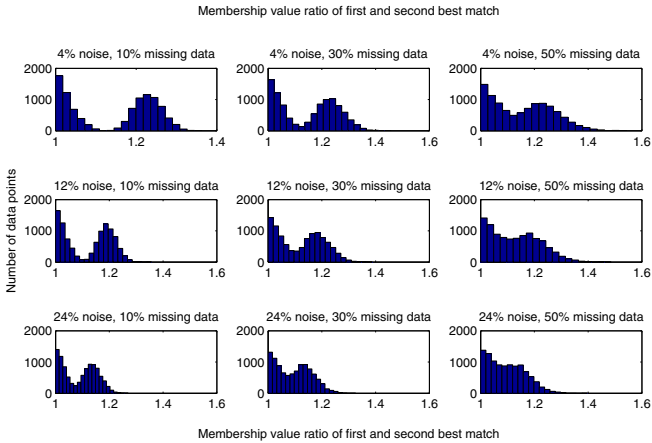 Membership value ratio of first and second best match
4% noise, 10% missing data
4% noise, 30% missing data
4% noise, 50% missing data
2000
1000
0
1 1.2 1.4
2000
1000
0
1 1.2 1.4 1.6
2000
1000
0
1 1.2 1.4 1.6
Number of data points
12% noise, 10% missing data
12% noise, 30% missing data
12% noise, 50% missing data
2000
1000
0
1 1.2 1.4 1.6
2000
1000
0
1 1.2 1.4 1.6
2000
1000
0
1 1.2 1.4 1.6
24% noise, 10% missing data
24% noise, 30% missing data
24% noise, 50% missing data
2000
1000
0
1 1.2 1.4 1.6
2000
1000
0
1 1.2 1.4 1.6
2000
1000
0
1 1.2 1.4 1.6
Membership value ratio of first and second best match